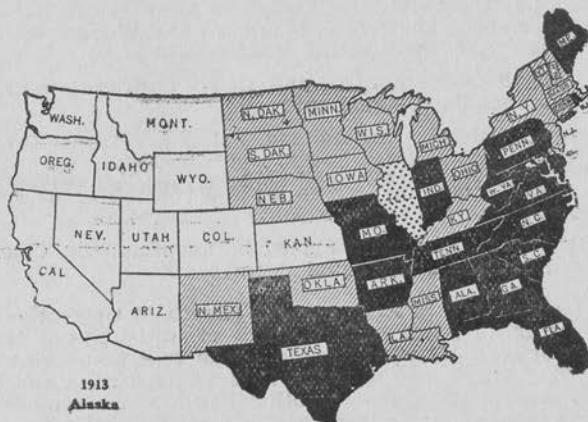 ME.
WASH.
MONT.
N. DAK.
MINN.
OREG.
IDAHO
S. DAK.
WIS.
MICH.
N.Y.
WYO.
IOWA
PENN.
NEB.
IND.
OHIO
NEV.
UTAH
COL.
KAN.
MO.
W. VA.
VA.
KY.
CAL.
N. C.
TENN.
ARIZ.
N. MEX.
OKLA.
ARK.
S. C.
MISS.
ALA.
GA.
TEXAS
LA.
FLA.
1913
Alaska